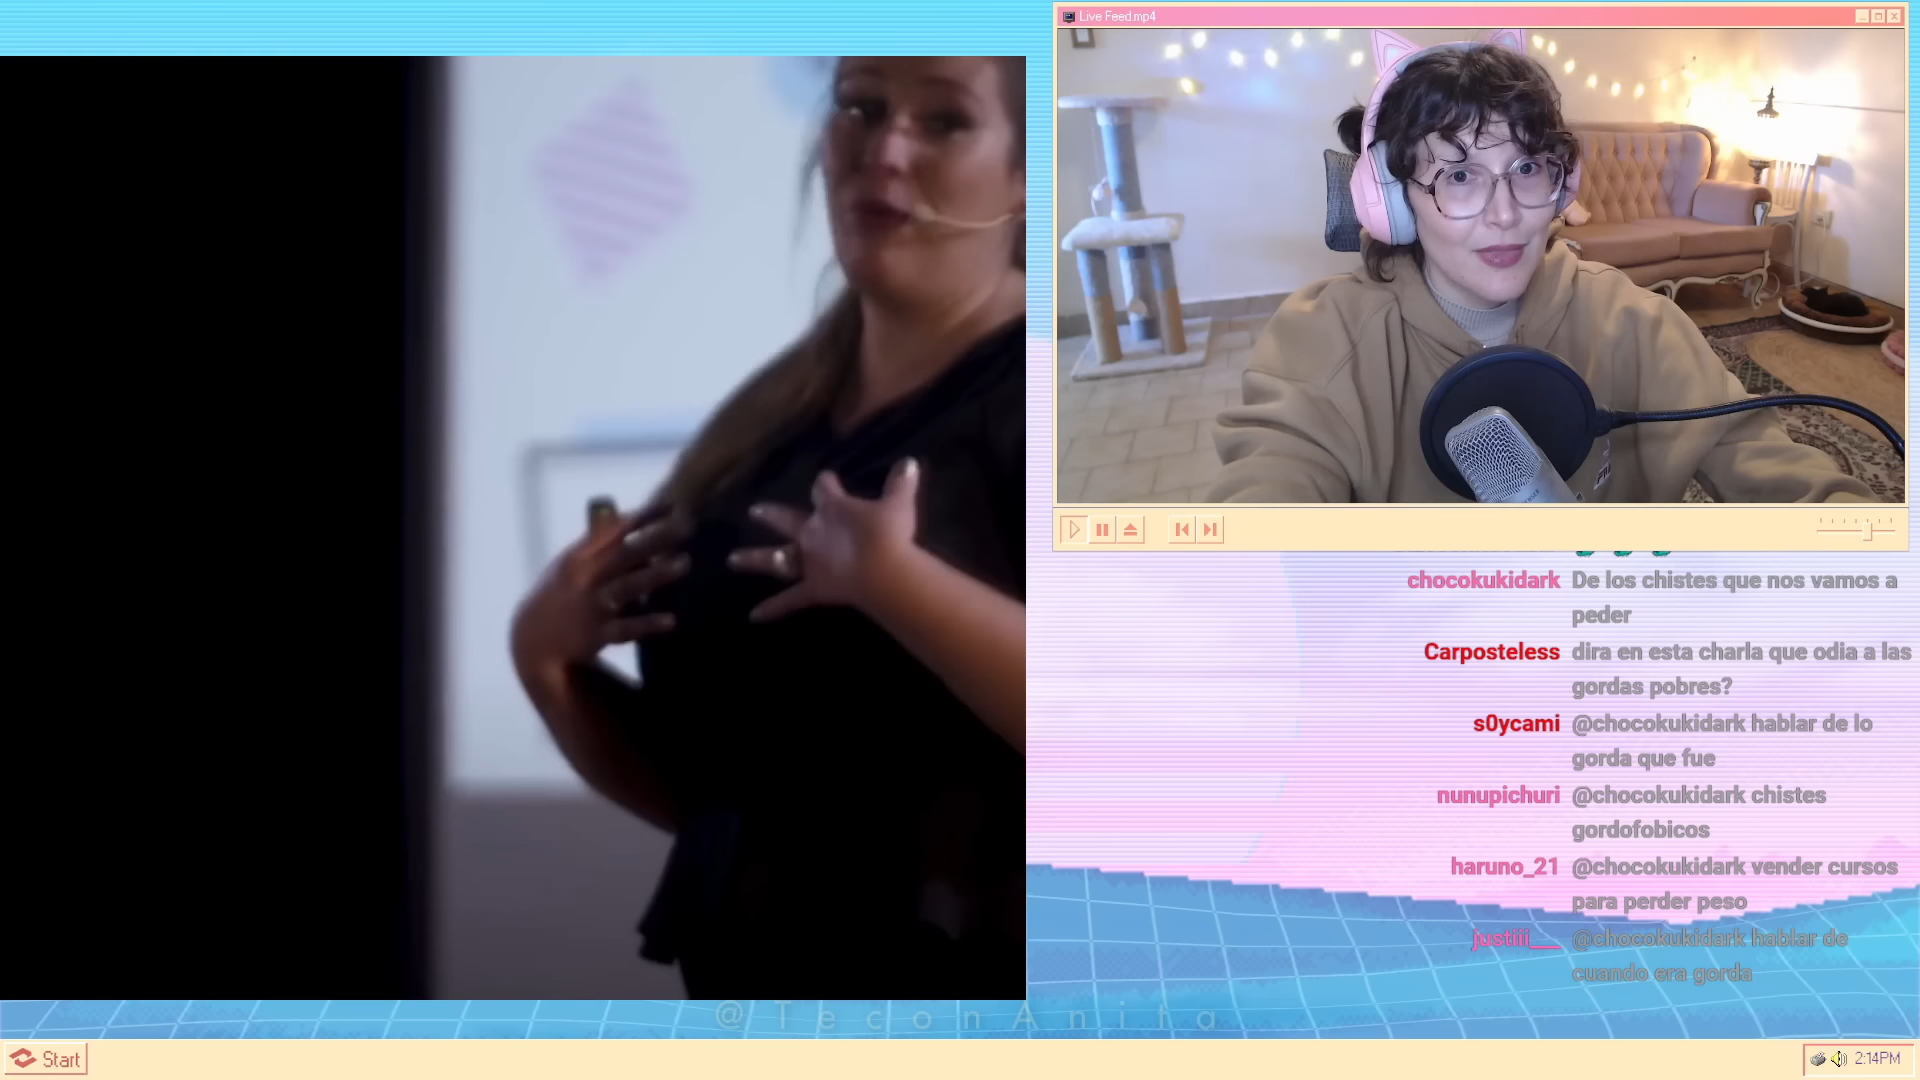 Live Feed.mp4
chocokukidark De los chistes que nos vamos a
peder
Carposteless dira en esta charla que odia a las
gordas pobres?
s0ycami @chocokukidark hablar de lo
gorda que fue
nunupichuri @chocokukidark chistes
gordofobicos
haruno_21 @chocokukidark vender cursos
para perder peso
justiii___ @chocokukidark hablar de
cuando era gorda
@TeconAnita
Start
2:14PM